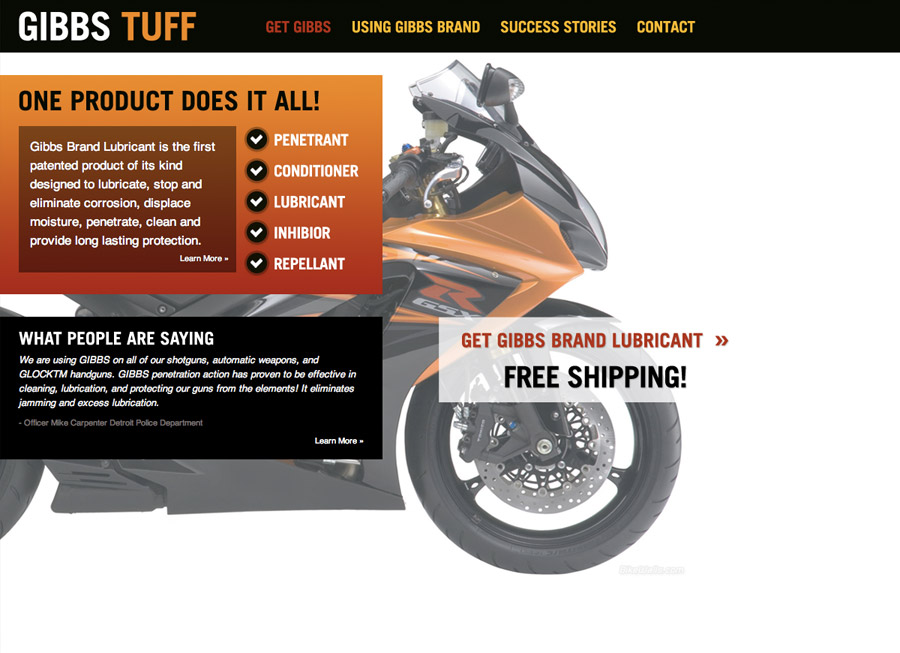 GIBBS TUFF
GET GIBBS USING GIBBS BRAND SUCCESS STORIES CONTACT
ONE PRODUCT DOES IT ALL!
Gibbs Brand Lubricant is the first
patented product of its kind
designed to lubricate, stop and
eliminate corrosion, displace
moisture, penetrate, clean and
provide long lasting protection.
Learn More »
PENETRANT
CONDITIONER
LUBRICANT
INHIBIOR
REPELLANT
R
GSX
WHAT PEOPLE ARE SAYING
We are using GIBBS on all of our shotguns, automatic weapons, and
GLOCKTM handguns. GIBBS penetration action has proven to be effective in
cleaning, lubrication, and protecting our guns from the elements! It eliminates
jamming and excess lubrication.
- Officer Mike Carpenter Detroit Police Department
Learn More »
GET GIBBS BRAND LUBRICANT »
FREE SHIPPING!